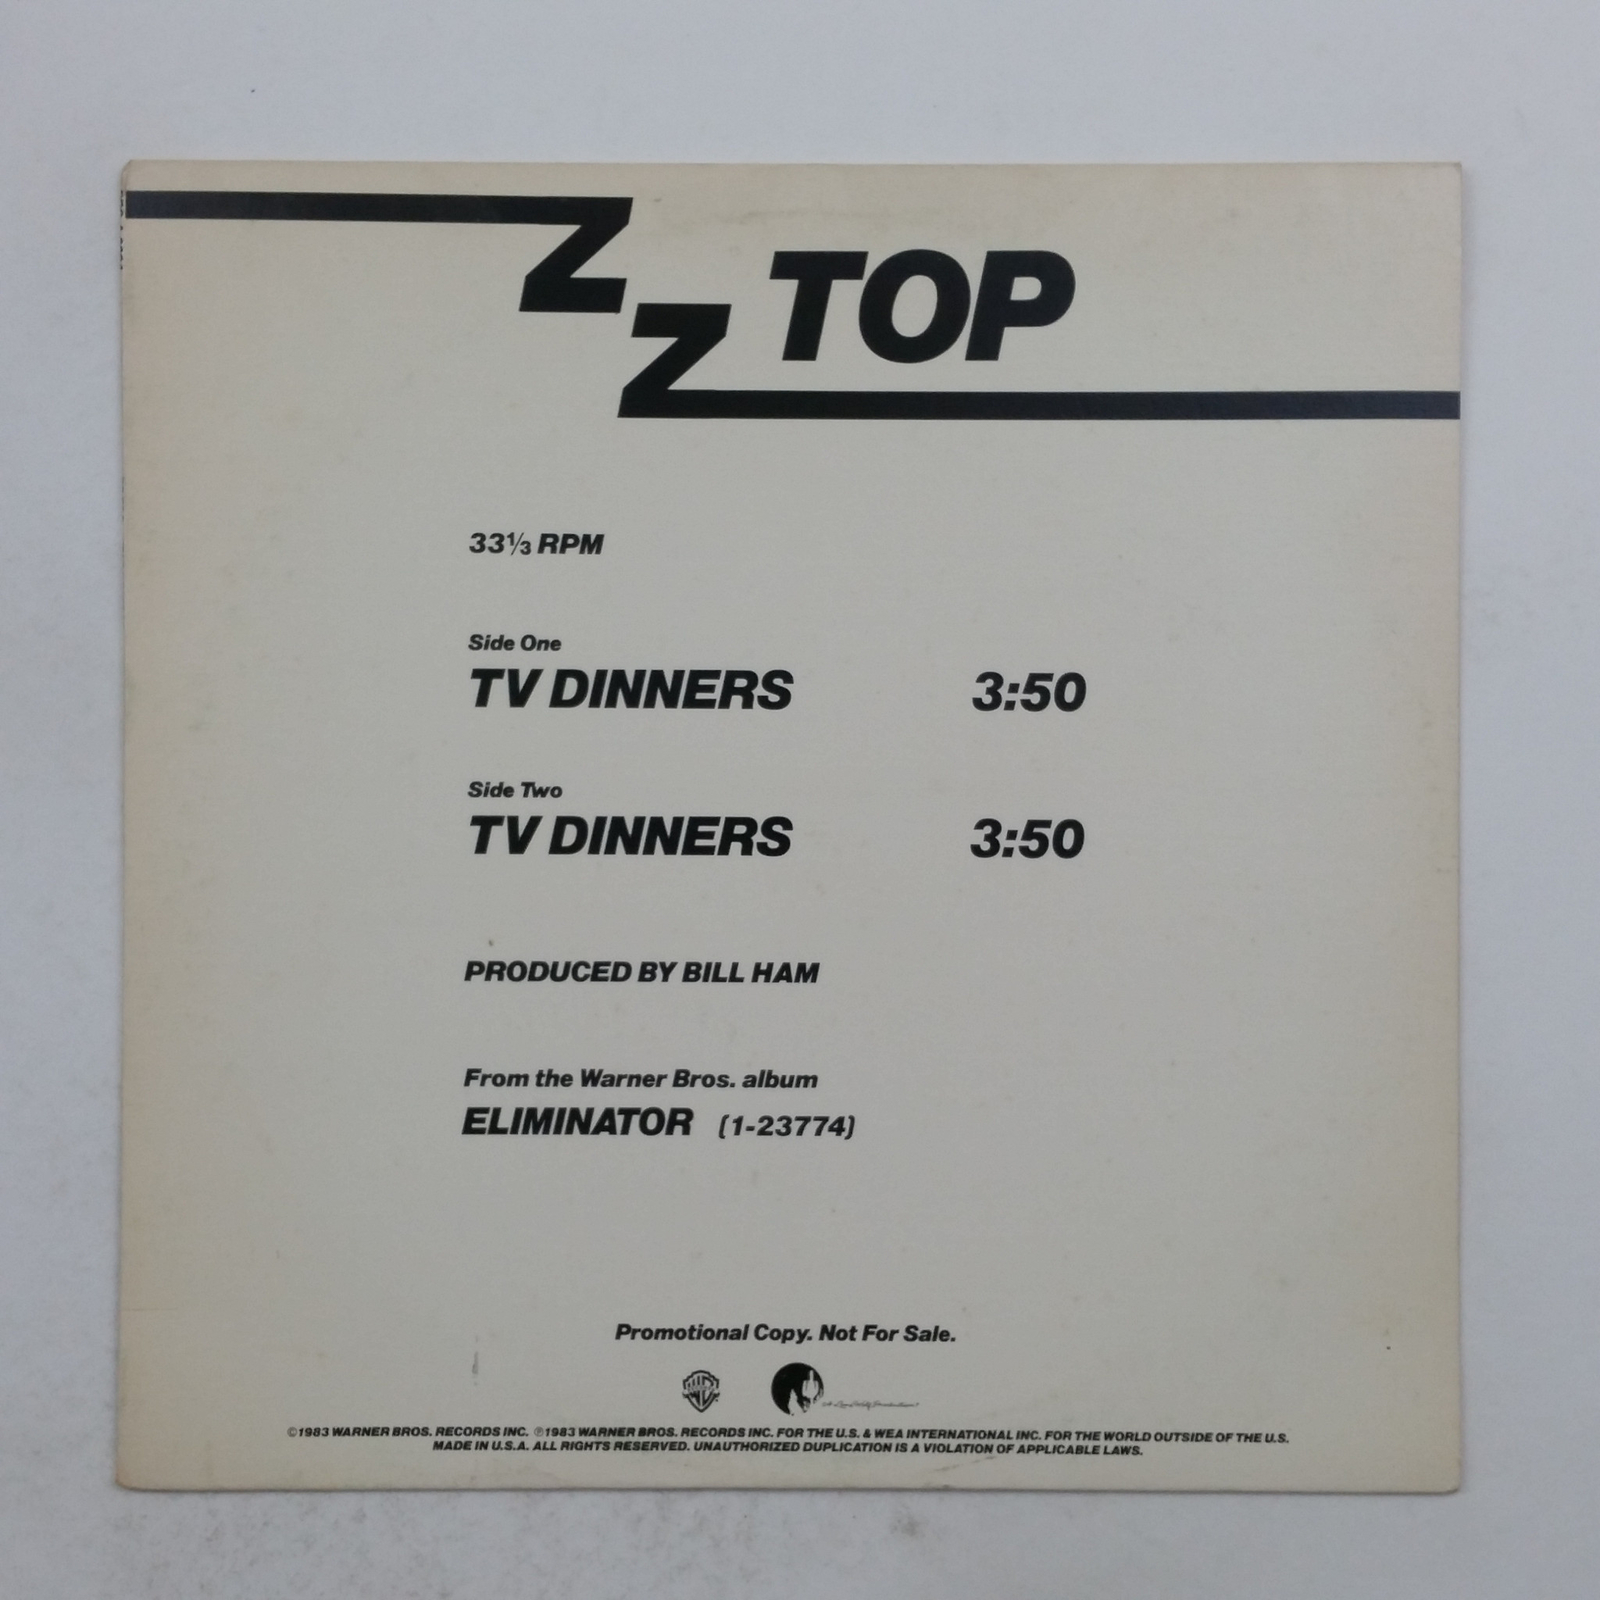 ZZ TOP
33⅓ RPM
Side One
TV DINNERS 3:50
Side Two
TV DINNERS 3:50
PRODUCED BY BILL HAM
From the Warner Bros. album
ELIMINATOR (1-23774)
Promotional Copy. Not For Sale.
©1983 WARNER BROS. RECORDS INC. ℗1983 WARNER BROS. RECORDS INC. FOR THE U.S. & WEA INTERNATIONAL INC. FOR THE WORLD OUTSIDE OF THE U.S.
MADE IN U.S.A. ALL RIGHTS RESERVED. UNAUTHORIZED DUPLICATION IS A VIOLATION OF APPLICABLE LAWS.